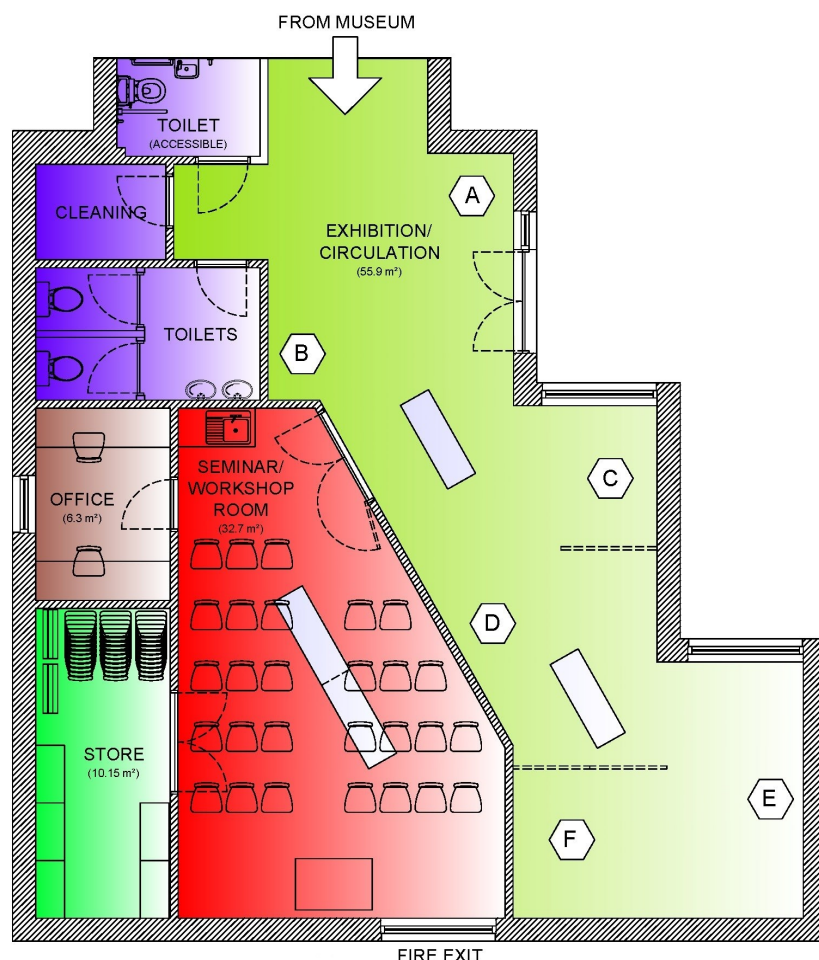 FROM MUSEUM
TOILET
(ACCESSIBLE)
CLEANING
A
EXHIBITION/
CIRCULATION
(55.9 m²)
TOILETS
B
SEMINAR/
WORKSHOP
ROOM
(32.7 m²)
OFFICE
(6.3 m²)
C
D
STORE
(10.15 m²)
E
F
FIRE EXIT